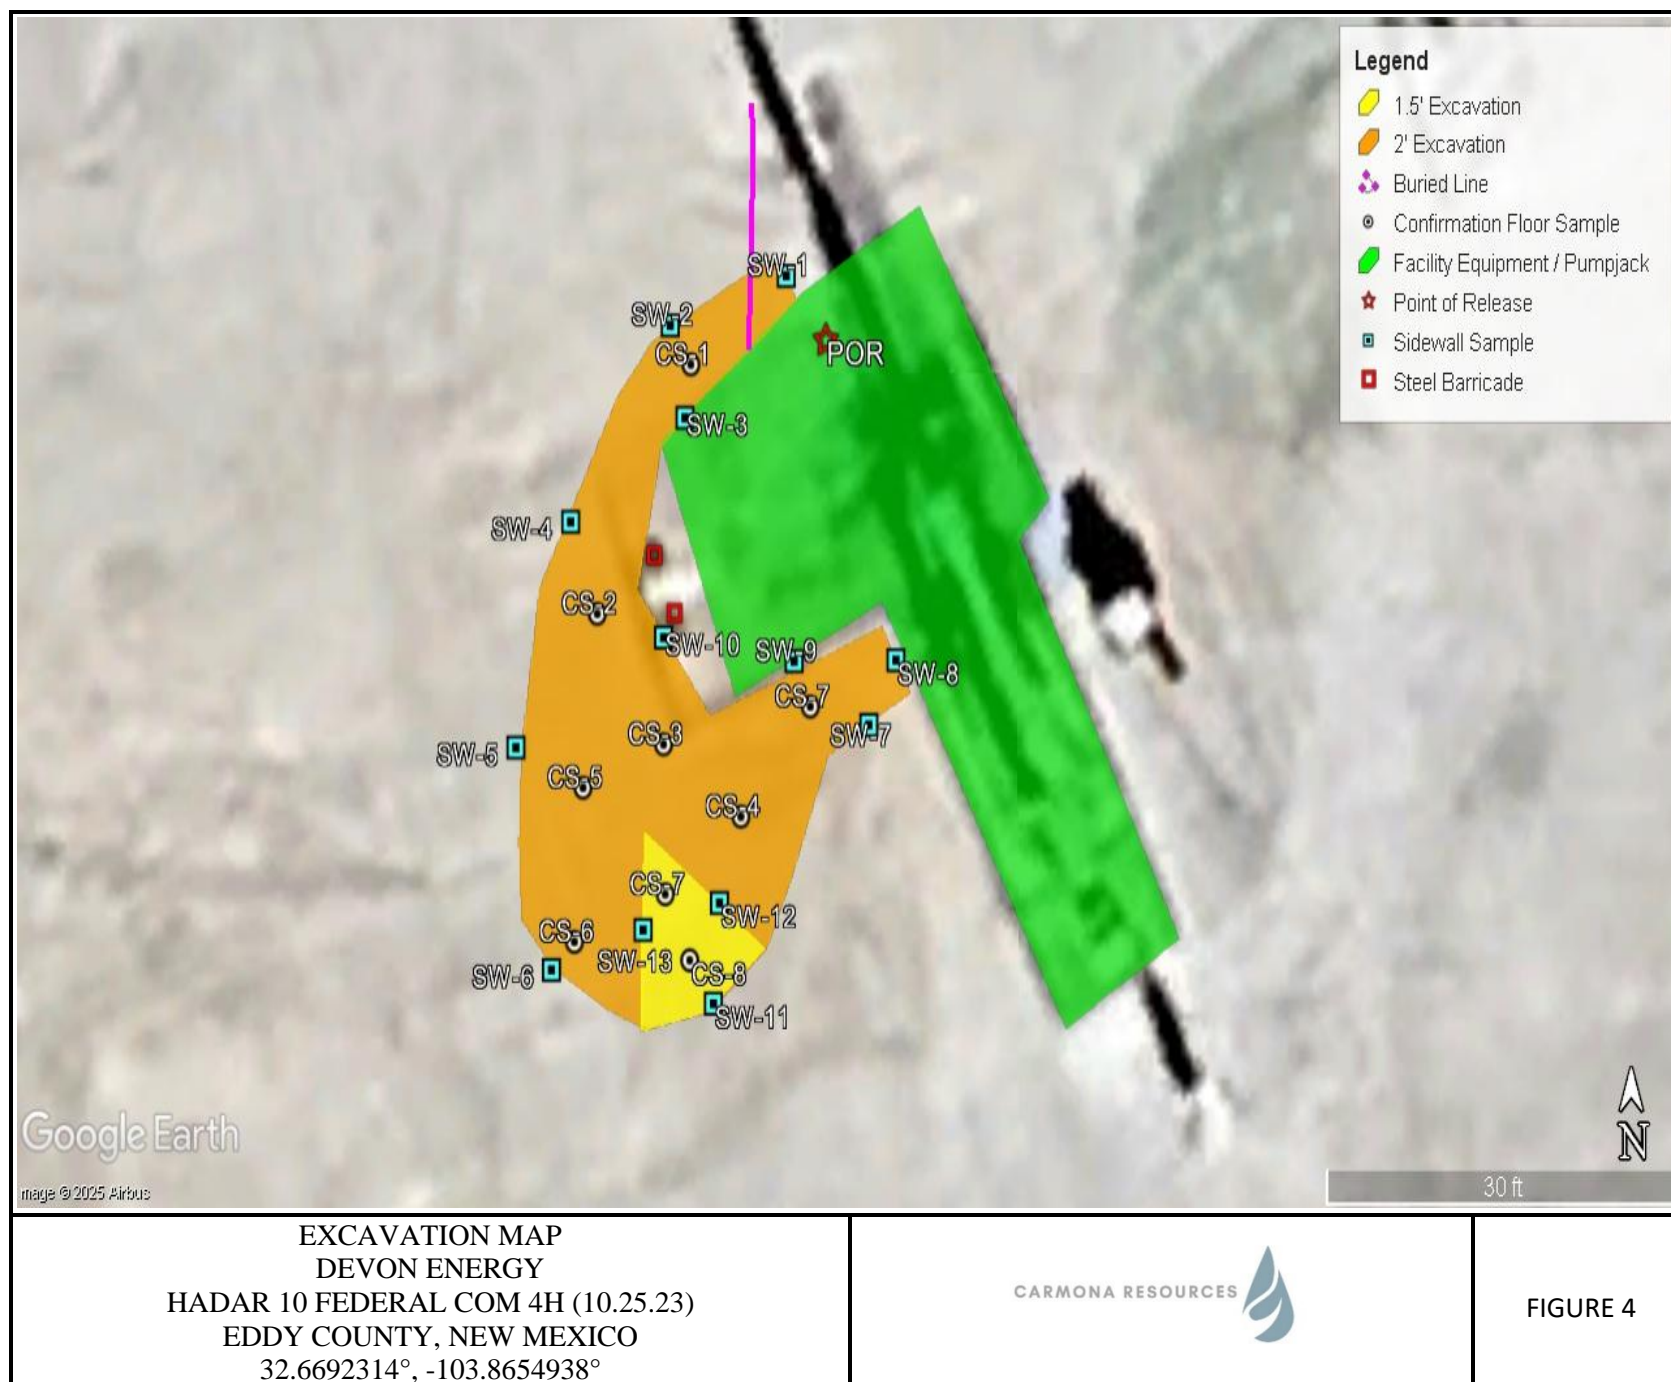 Legend
1.5' Excavation
2' Excavation
Buried Line
Confirmation Floor Sample
Facility Equipment / Pumpjack
Point of Release
Sidewall Sample
Steel Barricade
SW-1
SW-2
CS-1
POR
SW-3
SW-4
CS-2
SW-10
SW-9
SW-8
CS-7
SW-7
CS-3
SW-5
CS-5
CS-4
CS-7
SW-12
CS-6
SW-13
CS-8
SW-6
SW-11
N
30 ft
Google Earth
mage © 2025 Airbus
EXCAVATION MAP
DEVON ENERGY
HADAR 10 FEDERAL COM 4H (10.25.23)
EDDY COUNTY, NEW MEXICO
32.6692314°, -103.8654938°
CARMONA RESOURCES
FIGURE 4